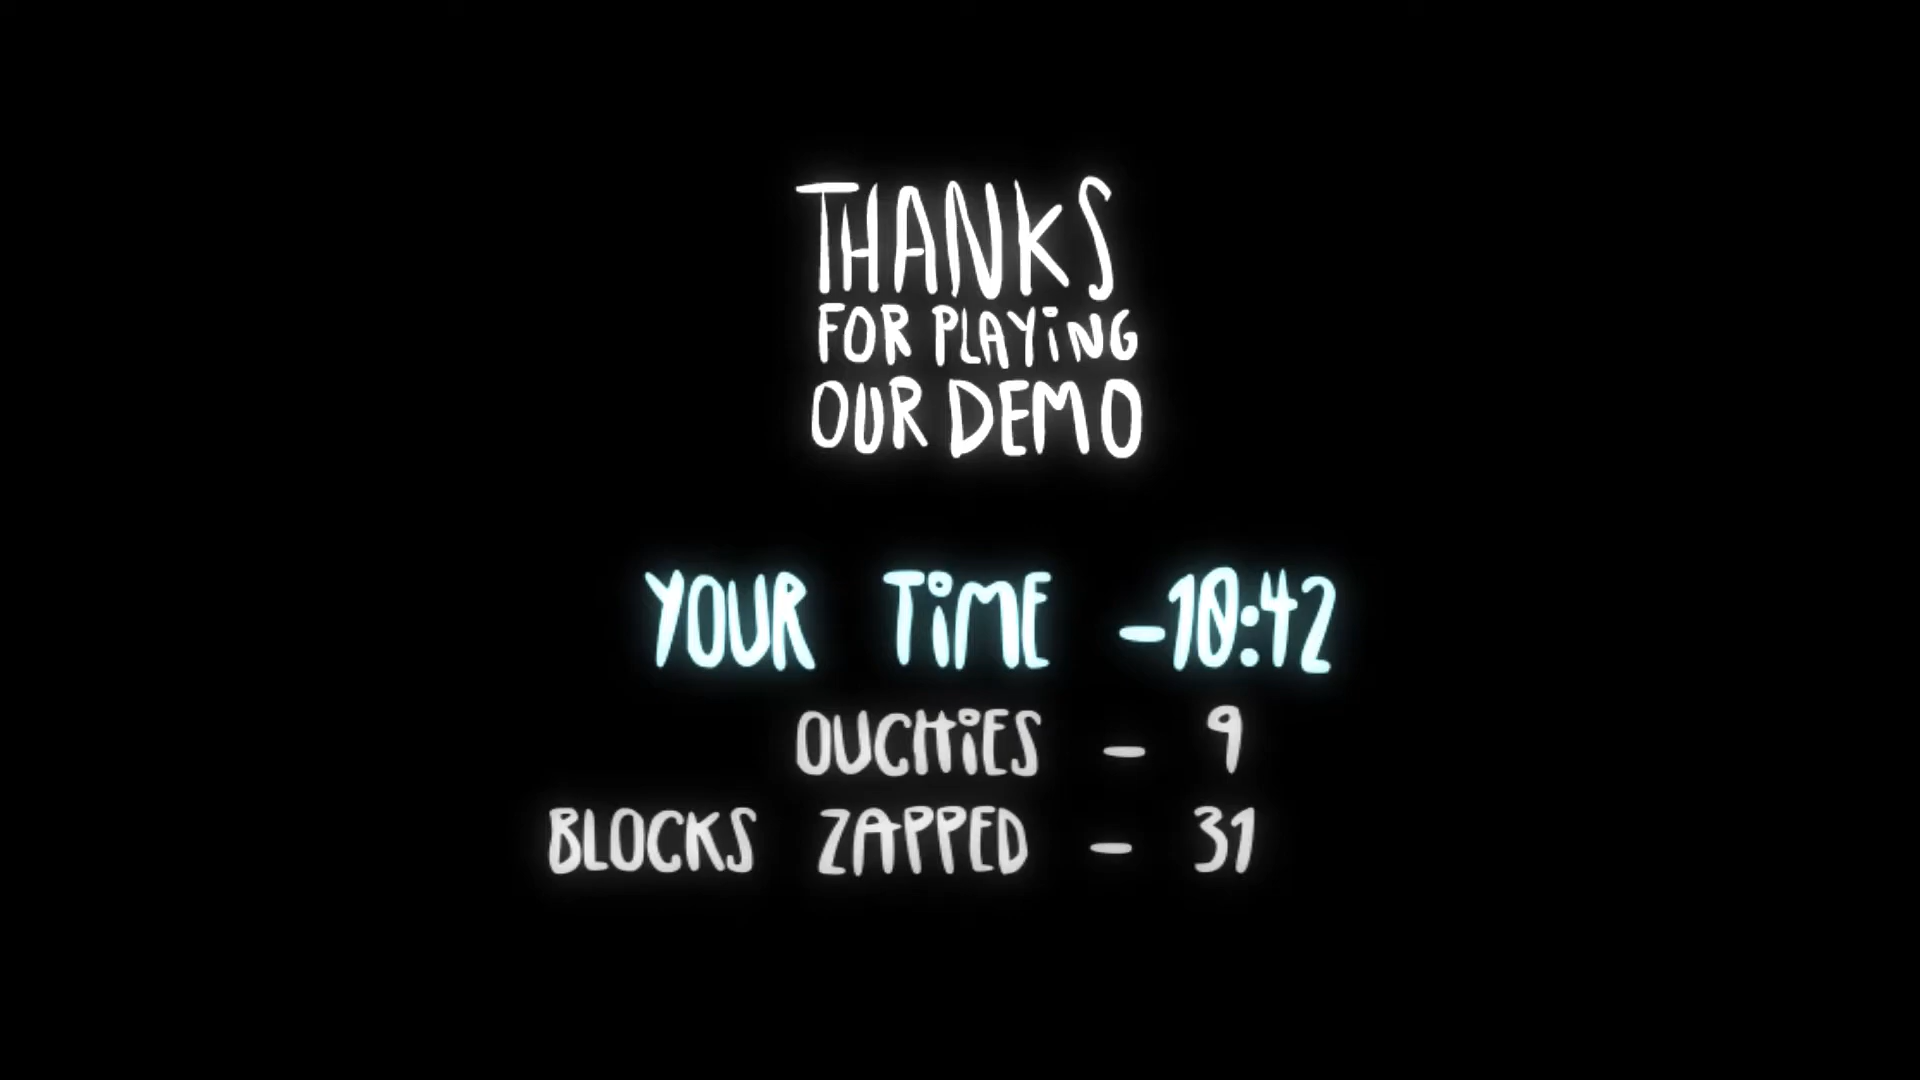 THANKS
FOR PLAYiNG
OUR DEMO
YOUR TiME -10:42
OUCHiES - 9
BLOCKS ZAPPED - 31